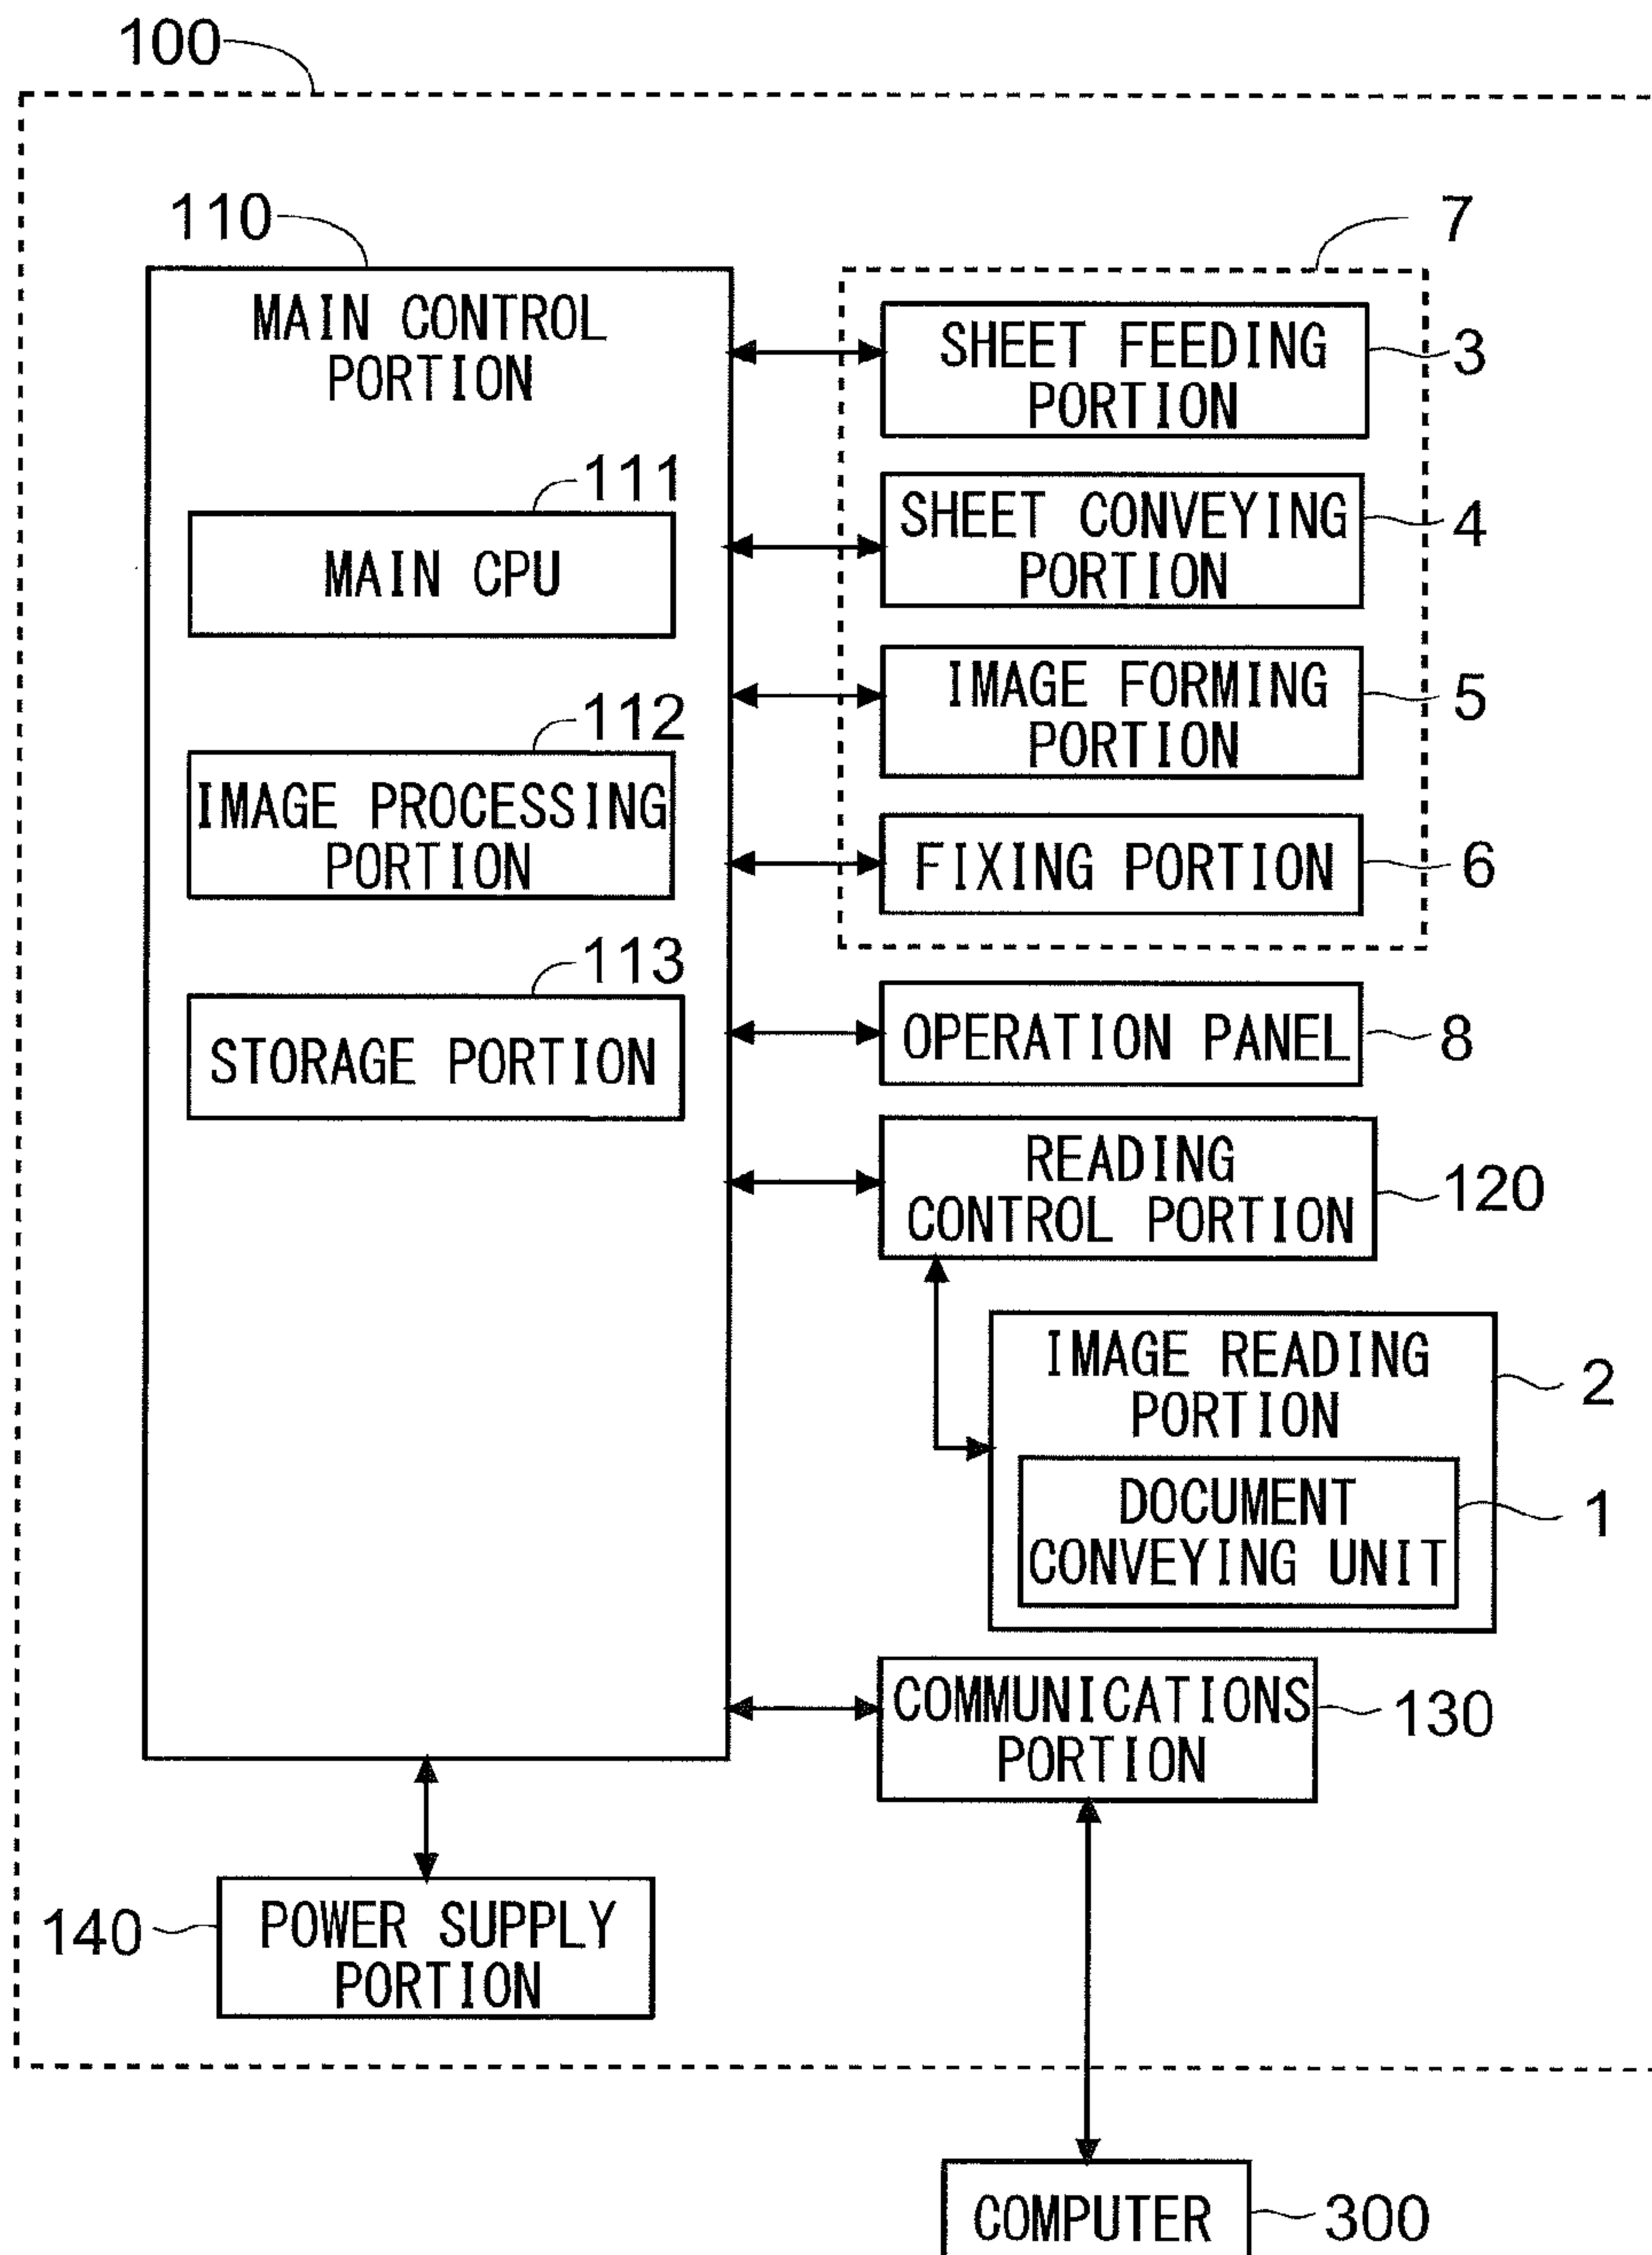 100
110
MAIN CONTROL
PORTION
111
MAIN CPU
112
IMAGE PROCESSING
PORTION
113
STORAGE PORTION
7
SHEET FEEDING
PORTION
3
SHEET CONVEYING
PORTION
4
IMAGE FORMING
PORTION
5
FIXING PORTION
6
OPERATION PANEL
8
READING
CONTROL PORTION
120
IMAGE READING
PORTION
2
DOCUMENT
CONVEYING UNIT
1
COMMUNICATIONS
PORTION
130
140
POWER SUPPLY
PORTION
COMPUTER
300